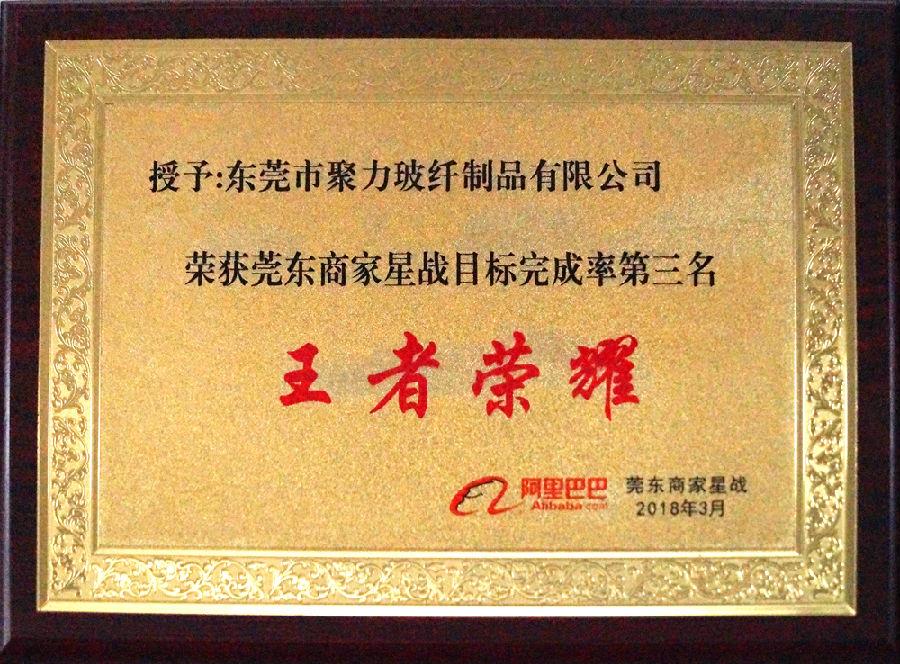 授予:东莞市聚力玻纤制品有限公司
荣获莞东商家星战目标完成率第三名
王者荣耀
阿里巴巴
Alibaba.com
莞东商家星战
2018年3月